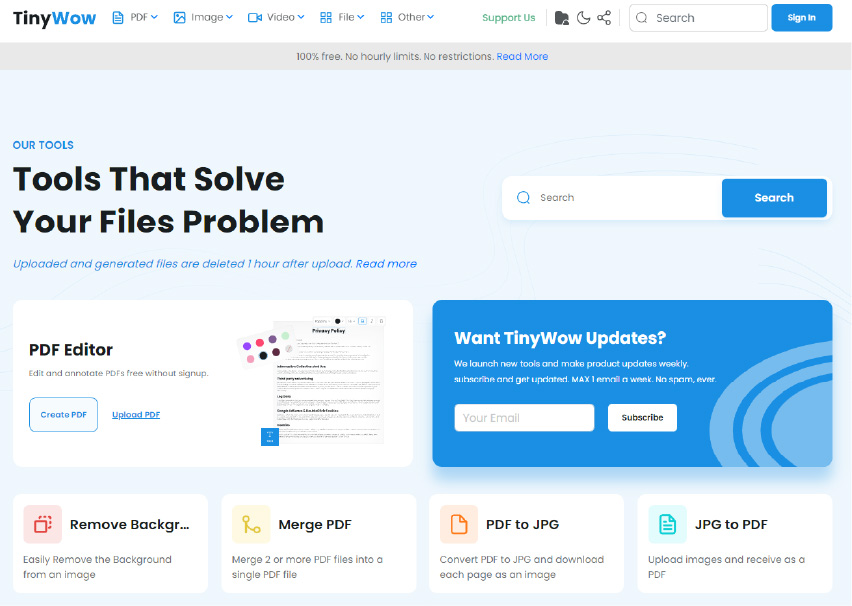 TinyWow
PDF
Image
Video
File
Other
Support Us
Search
Sign In
100% free. No hourly limits. No restrictions. Read More
OUR TOOLS
Tools That Solve
Your Files Problem
Search
Search
Uploaded and generated files are deleted 1 hour after upload. Read more
PDF Editor
Edit and annotate PDFs free without signup.
Create PDF
Upload PDF
Privacy Policy
Want TinyWow Updates?
We launch new tools and make product updates weekly.
subscribe and get updated. MAX 1 email a week. No spam, ever.
Your Email
Subscribe
Remove Backgr...
Easily Remove the Background
from an image
Merge PDF
Merge 2 or more PDF files into a
single PDF file
PDF to JPG
Convert PDF to JPG and download
each page as an image
JPG to PDF
Upload images and receive as a
PDF